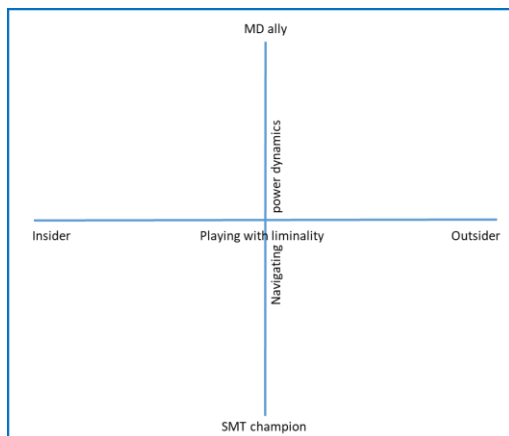 MD ally
power dynamics
Insider
Playing with liminality
Outsider
Navigating
SMT champion